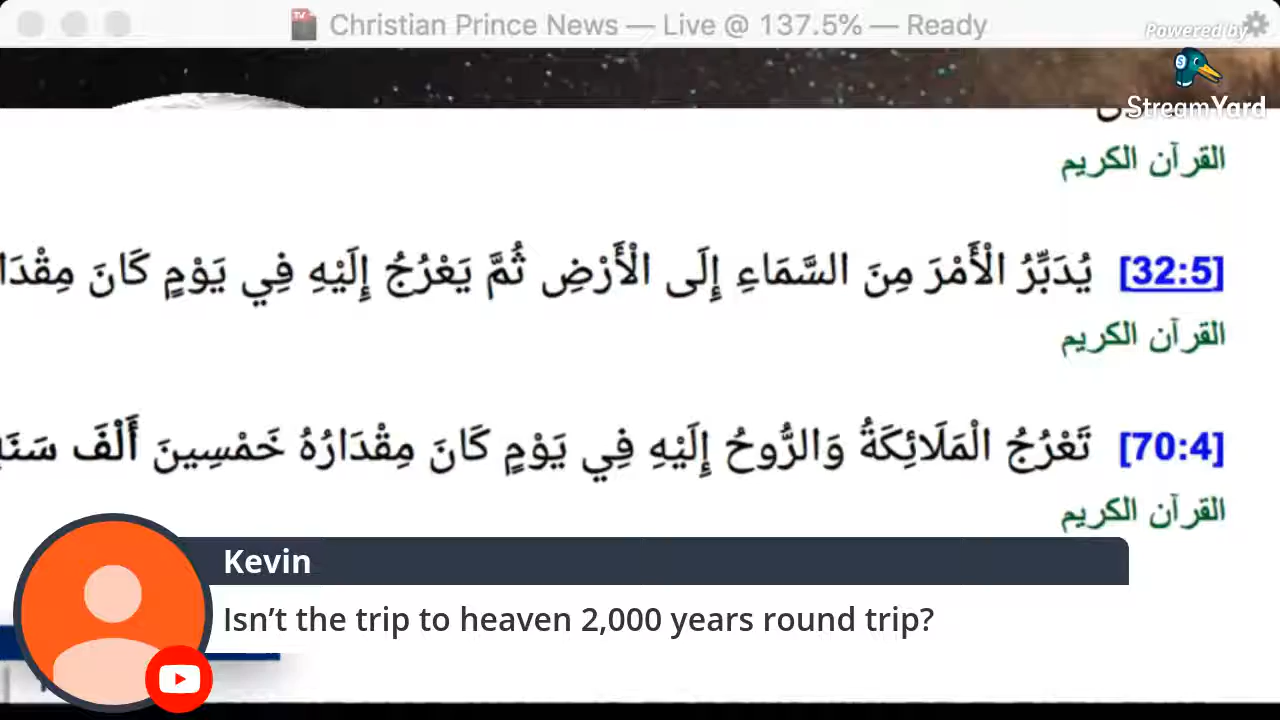 Christian Prince News — Live @ 137.5% — Ready
Powered by
StreamYard
القرآن الكريم
[32:5] يُدَبِّرُ الْأَمْرَ مِنَ السَّمَاءِ إِلَى الْأَرْضِ ثُمَّ يَعْرُجُ إِلَيْهِ فِي يَوْمٍ كَانَ
القرآن الكريم
[70:4] تَعْرُجُ الْمَلَائِكَةُ وَالرُّوحُ إِلَيْهِ فِي يَوْمٍ كَانَ مِقْدَارُهُ خَمْسِينَ أَلْفَ
القرآن الكريم
Kevin
Isn’t the trip to heaven 2,000 years round trip?